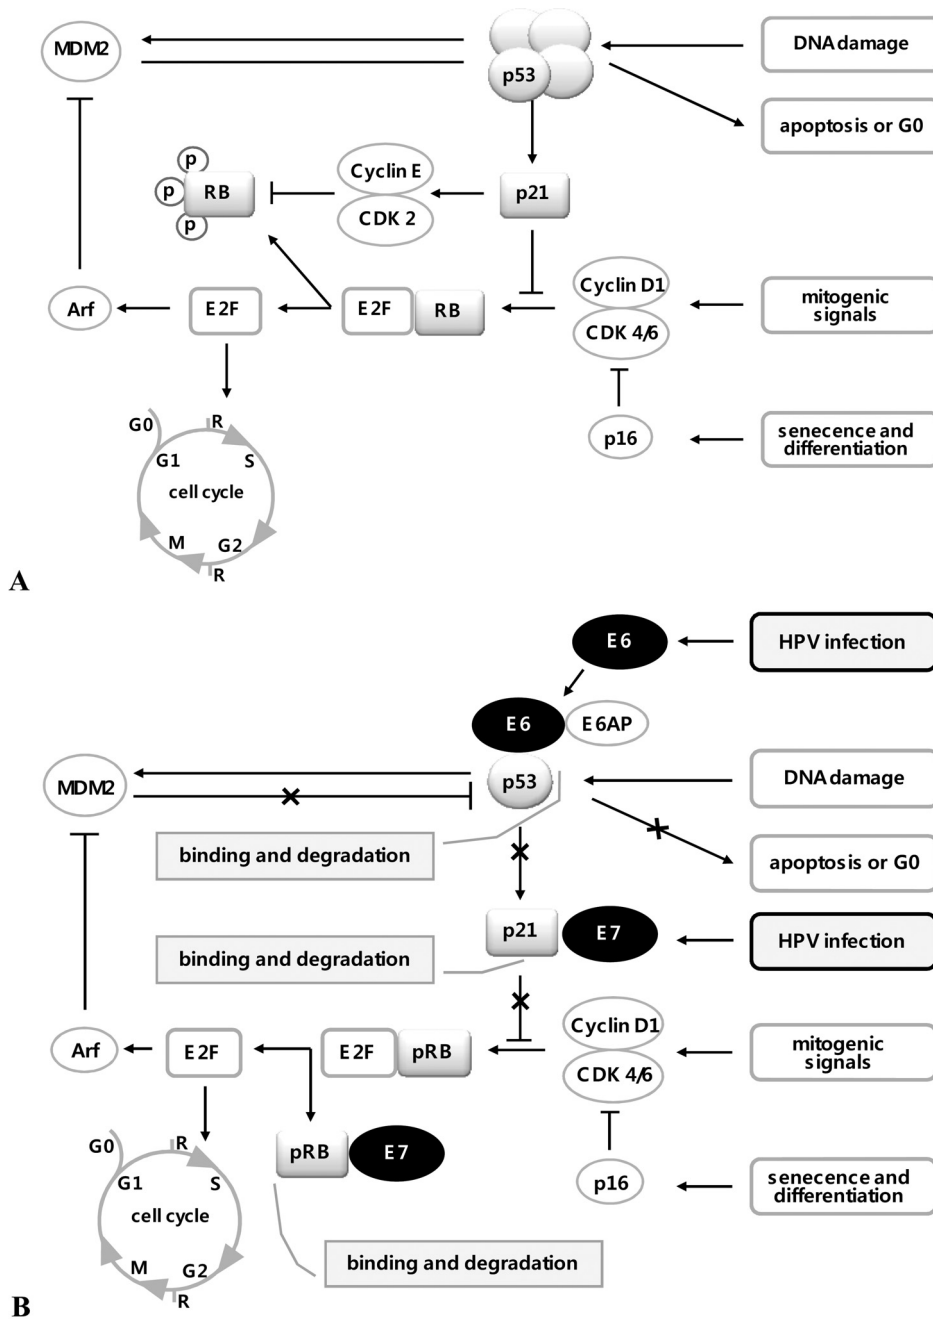 MDM2
DNA damage
p53
apoptosis or G0
p
Cyclin E
p
RB
p21
CDK 2
p
Cyclin D1
mitogenic
signals
Arf
E2F
E2F
RB
CDK 4/6
G0
R
p16
senecence and
differentiation
G1
S
cell cycle
M
G2
R
A
E6
HPV infection
E6
E6AP
MDM2
p53
DNA damage
binding and degradation
apoptosis or G0
p21
E7
HPV infection
binding and degradation
Cyclin D1
mitogenic
signals
Arf
E2F
E2F
pRB
CDK 4/6
G0
R
pRB
E7
p16
senecence and
differentiation
G1
S
cell cycle
M
G2
binding and degradation
R
B